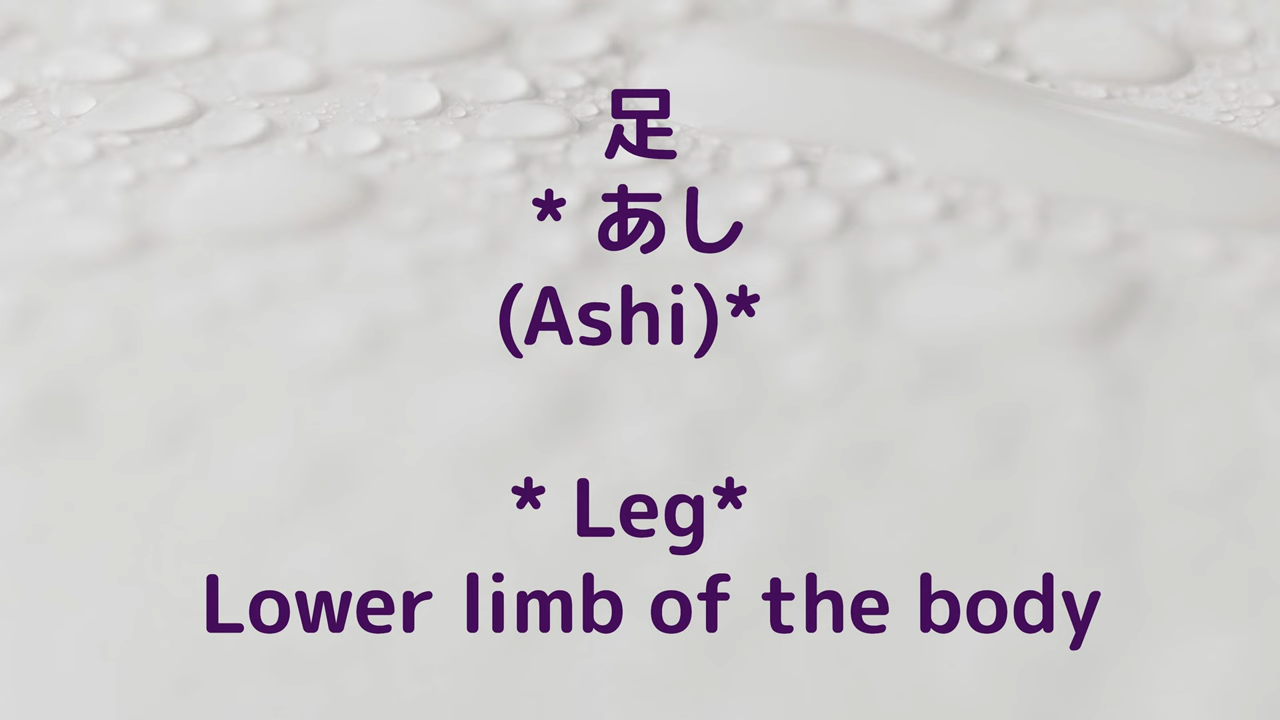 足
* あし
(Ashi)*
* Leg*
Lower limb of the body